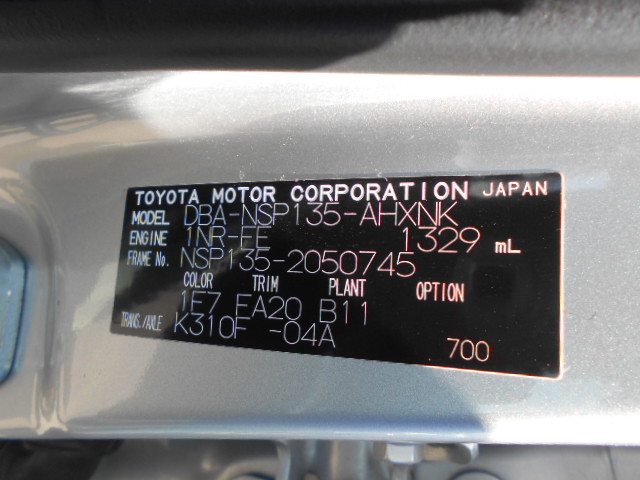 TOYOTA MOTOR CORPORATION JAPAN
MODEL DBA-NSP135-AHXNK
ENGINE 1NR-FE 1329 mL
FRAME No. NSP135-2050745
COLOR TRIM PLANT OPTION
1F7 EA20 B11
TRANS./AXLE K310F -04A
700